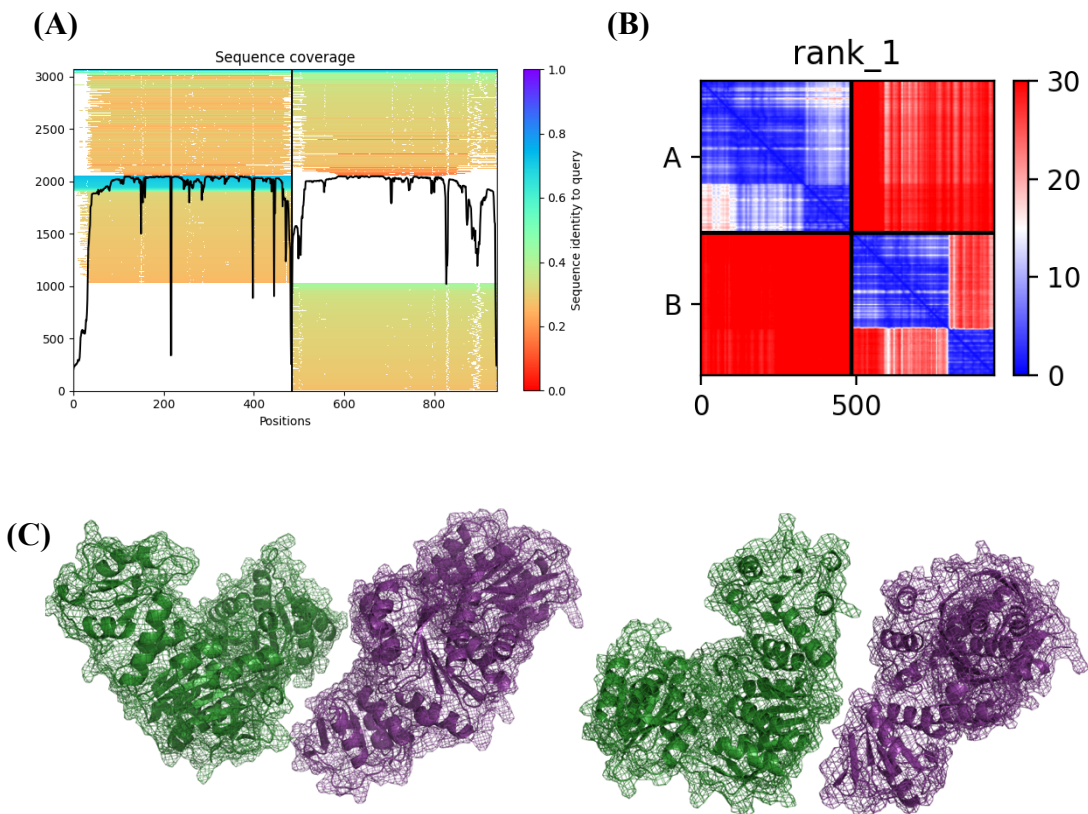 (A)
Sequence coverage
3000
2500
2000
1500
1000
500
0
0 200 400 600 800
Positions
1.0
0.8
0.6
0.4
0.2
0.0
Sequence identity to query
(B)
rank_1
A
B
0 500
30
20
10
0
(C)